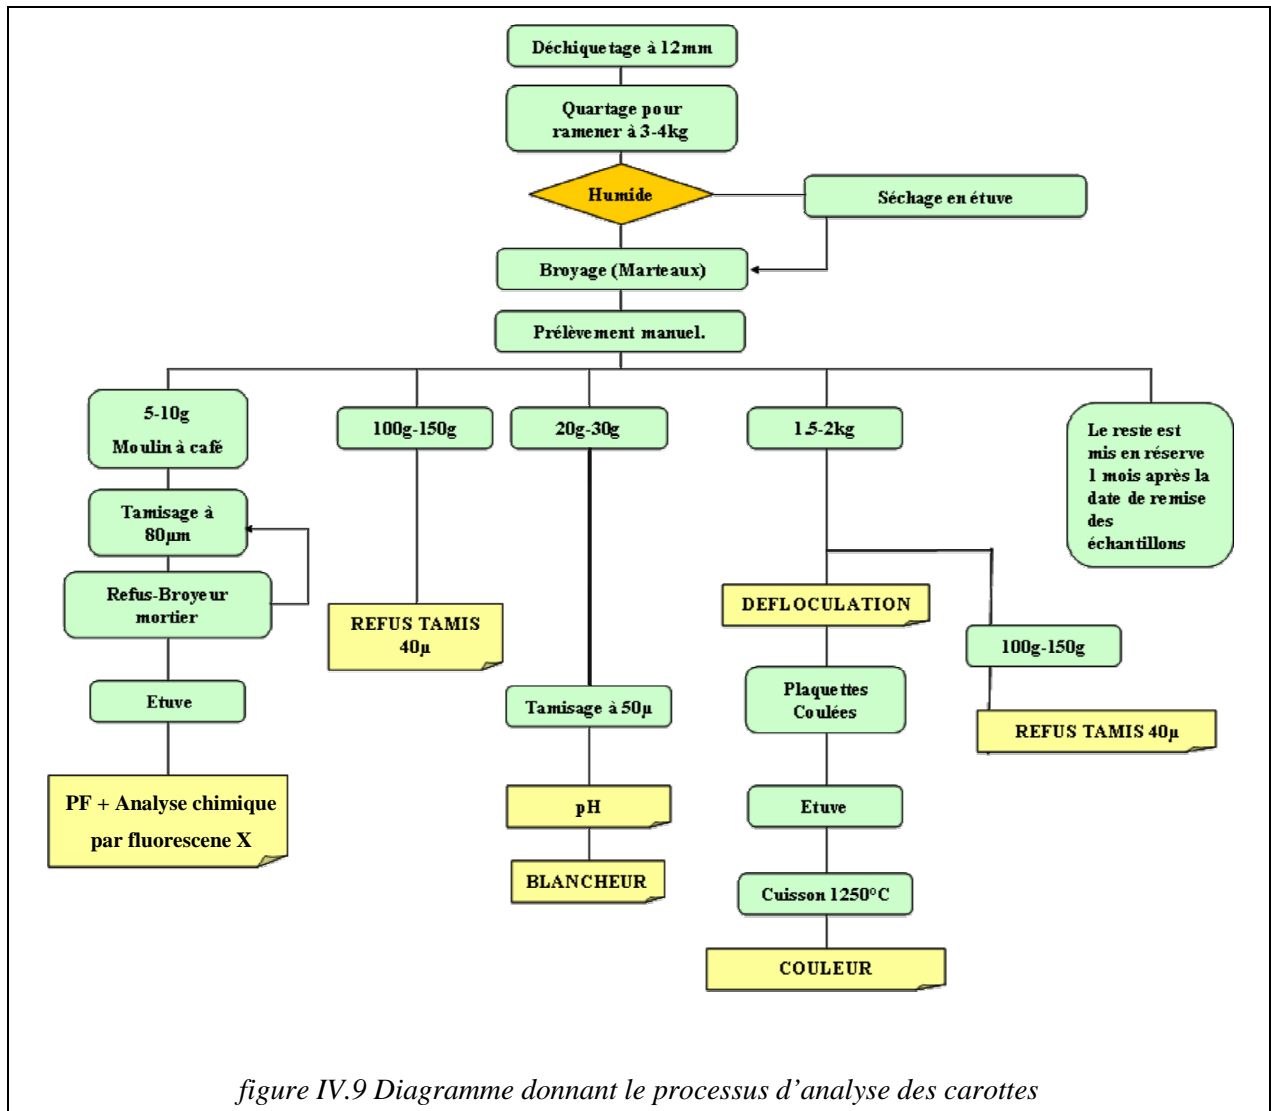 Déchiquetage à 12mm
Quartage pour
ramener à 3-4kg
Humide
Séchage en étuve
Broyage (Marteaux)
Prélèvement manuel.
5-10g
Moulin à café
Tamisage à
80µm
Refus-Broyeur
mortier
Etuve
PF + Analyse chimique
par fluorescene X
100g-150g
REFUS TAMIS
40µ
20g-30g
Tamisage à 50µ
pH
BLANCHEUR
1.5-2kg
DEFLOCULATION
Plaquettes
Coulées
Etuve
Cuisson 1250°C
COULEUR
100g-150g
REFUS TAMIS 40µ
Le reste est
mis en réserve
1 mois après la
date de remise
des
échantillons
figure IV.9 Diagramme donnant le processus d’analyse des carottes